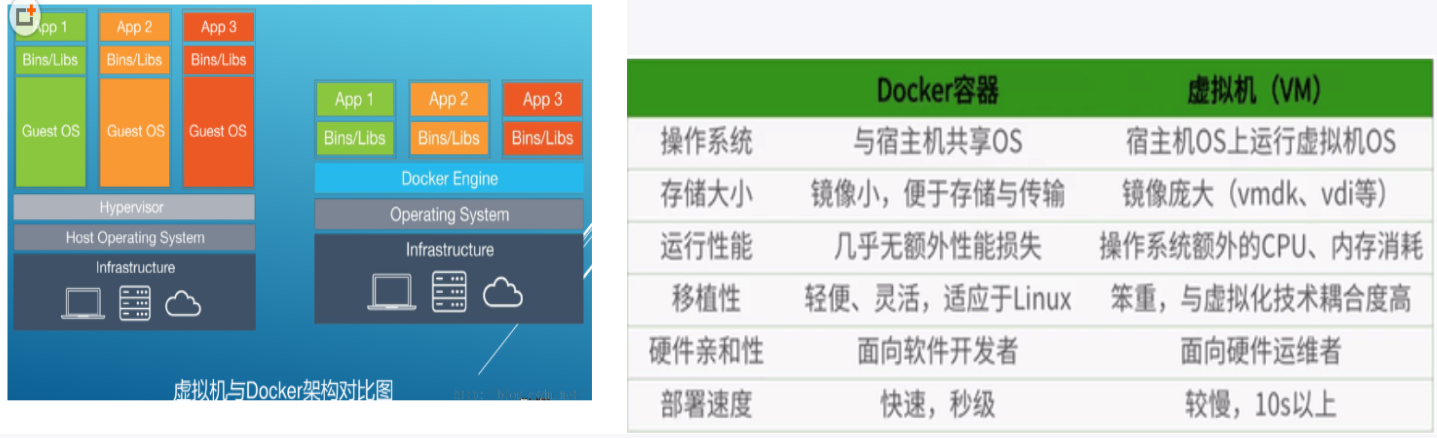 App 1 App 2 App 3
Bins/Libs Bins/Libs Bins/Libs
Guest OS Guest OS Guest OS
Hypervisor
Host Operating System
Infrastructure
App 1 App 2 App 3
Bins/Libs Bins/Libs Bins/Libs
Docker Engine
Operating System
Infrastructure
虚拟机与Docker架构对比图
Docker容器 虚拟机（VM）
操作系统 与宿主机共享OS 宿主机OS上运行虚拟机OS
存储大小 镜像小，便于存储与传输 镜像庞大（vmdk、vdi等）
运行性能 几乎无额外性能损失 操作系统额外的CPU、内存消耗
移植性 轻便、灵活，适应于Linux 笨重，与虚拟化技术耦合度高
硬件亲和性 面向软件开发者 面向硬件运维者
部署速度 快速，秒级 较慢，10s以上